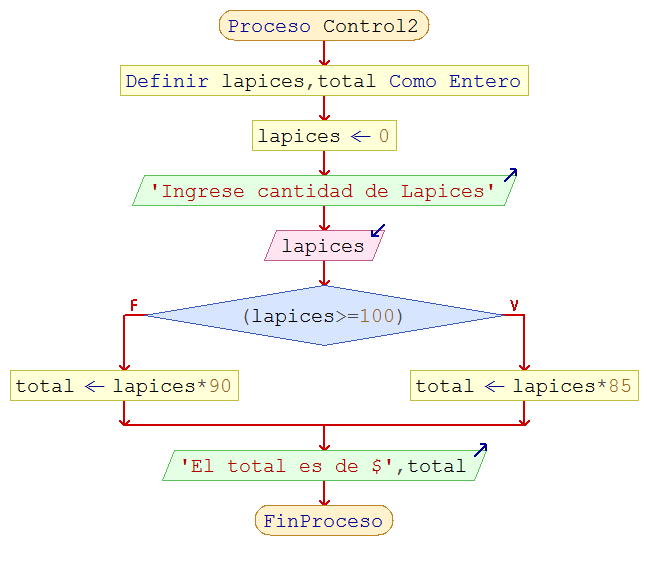 Proceso Control2
Definir lapices,total Como Entero
lapices ← 0
'Ingrese cantidad de Lapices'
lapices
(lapices>=100)
F
V
total ← lapices*90
total ← lapices*85
'El total es de $',total
FinProceso